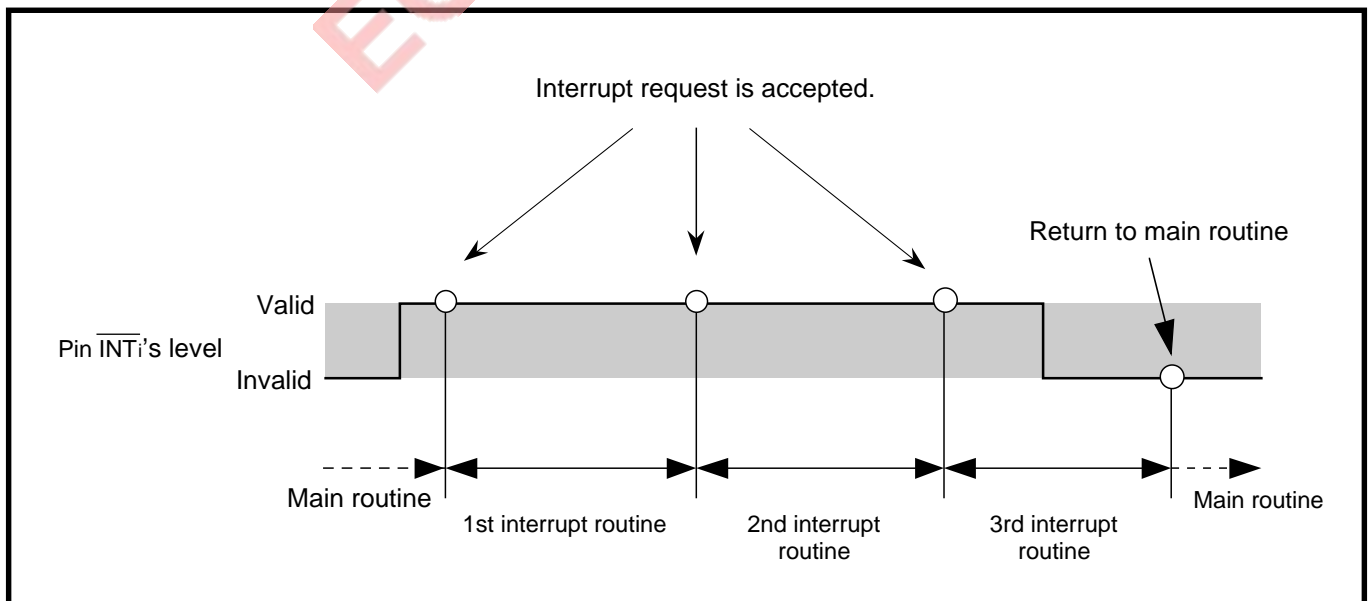 Interrupt request is accepted.
Return to main routine
Valid
Pin INTi's level
Invalid
Main routine
1st interrupt routine
2nd interrupt
routine
3rd interrupt
routine
Main routine